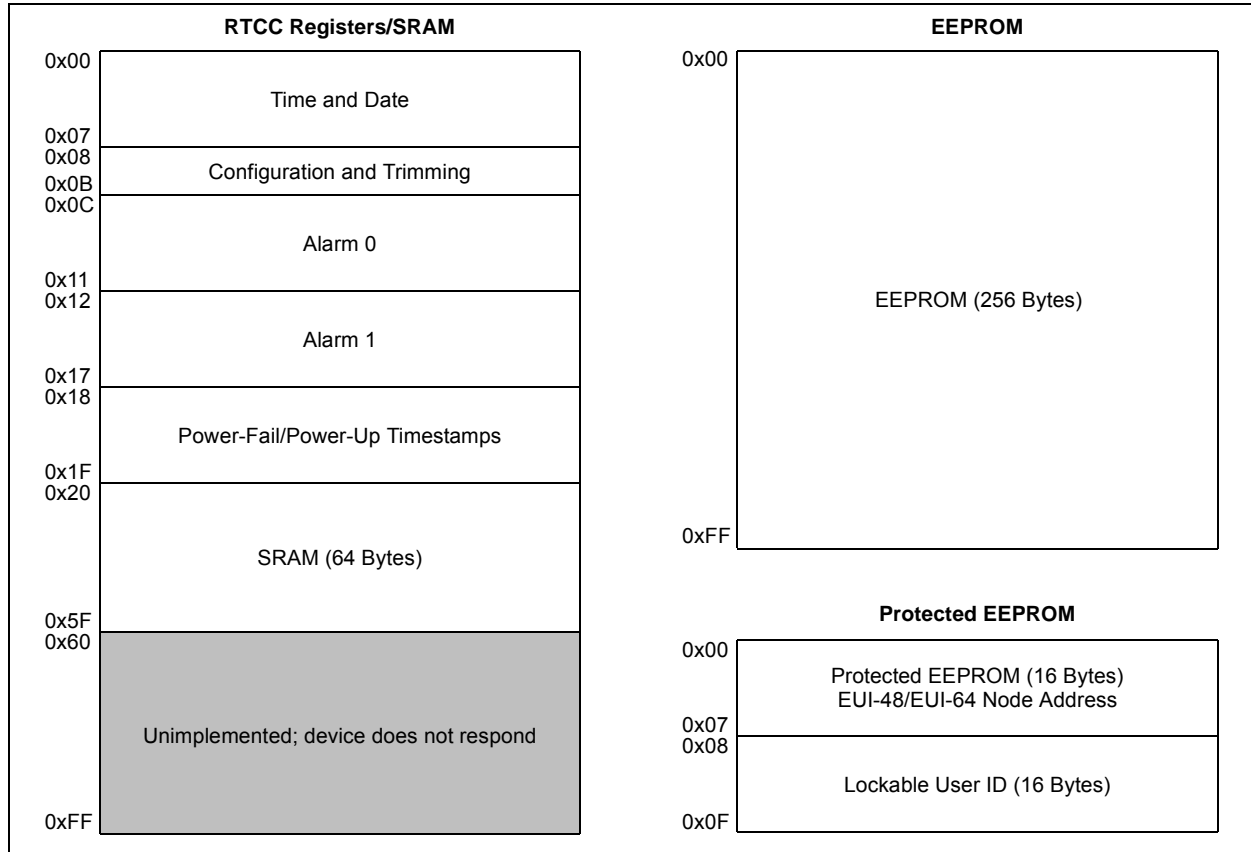 RTCC Registers/SRAM
0x00
Time and Date
0x07
0x08
Configuration and Trimming
0x0B
0x0C
Alarm 0
0x11
0x12
Alarm 1
0x17
0x18
Power-Fail/Power-Up Timestamps
0x1F
0x20
SRAM (64 Bytes)
0x5F
0x60
Unimplemented; device does not respond
0xFF
EEPROM
0x00
EEPROM (256 Bytes)
0xFF
Protected EEPROM
0x00
Protected EEPROM (16 Bytes)
EUI-48/EUI-64 Node Address
0x07
0x08
Lockable User ID (16 Bytes)
0x0F